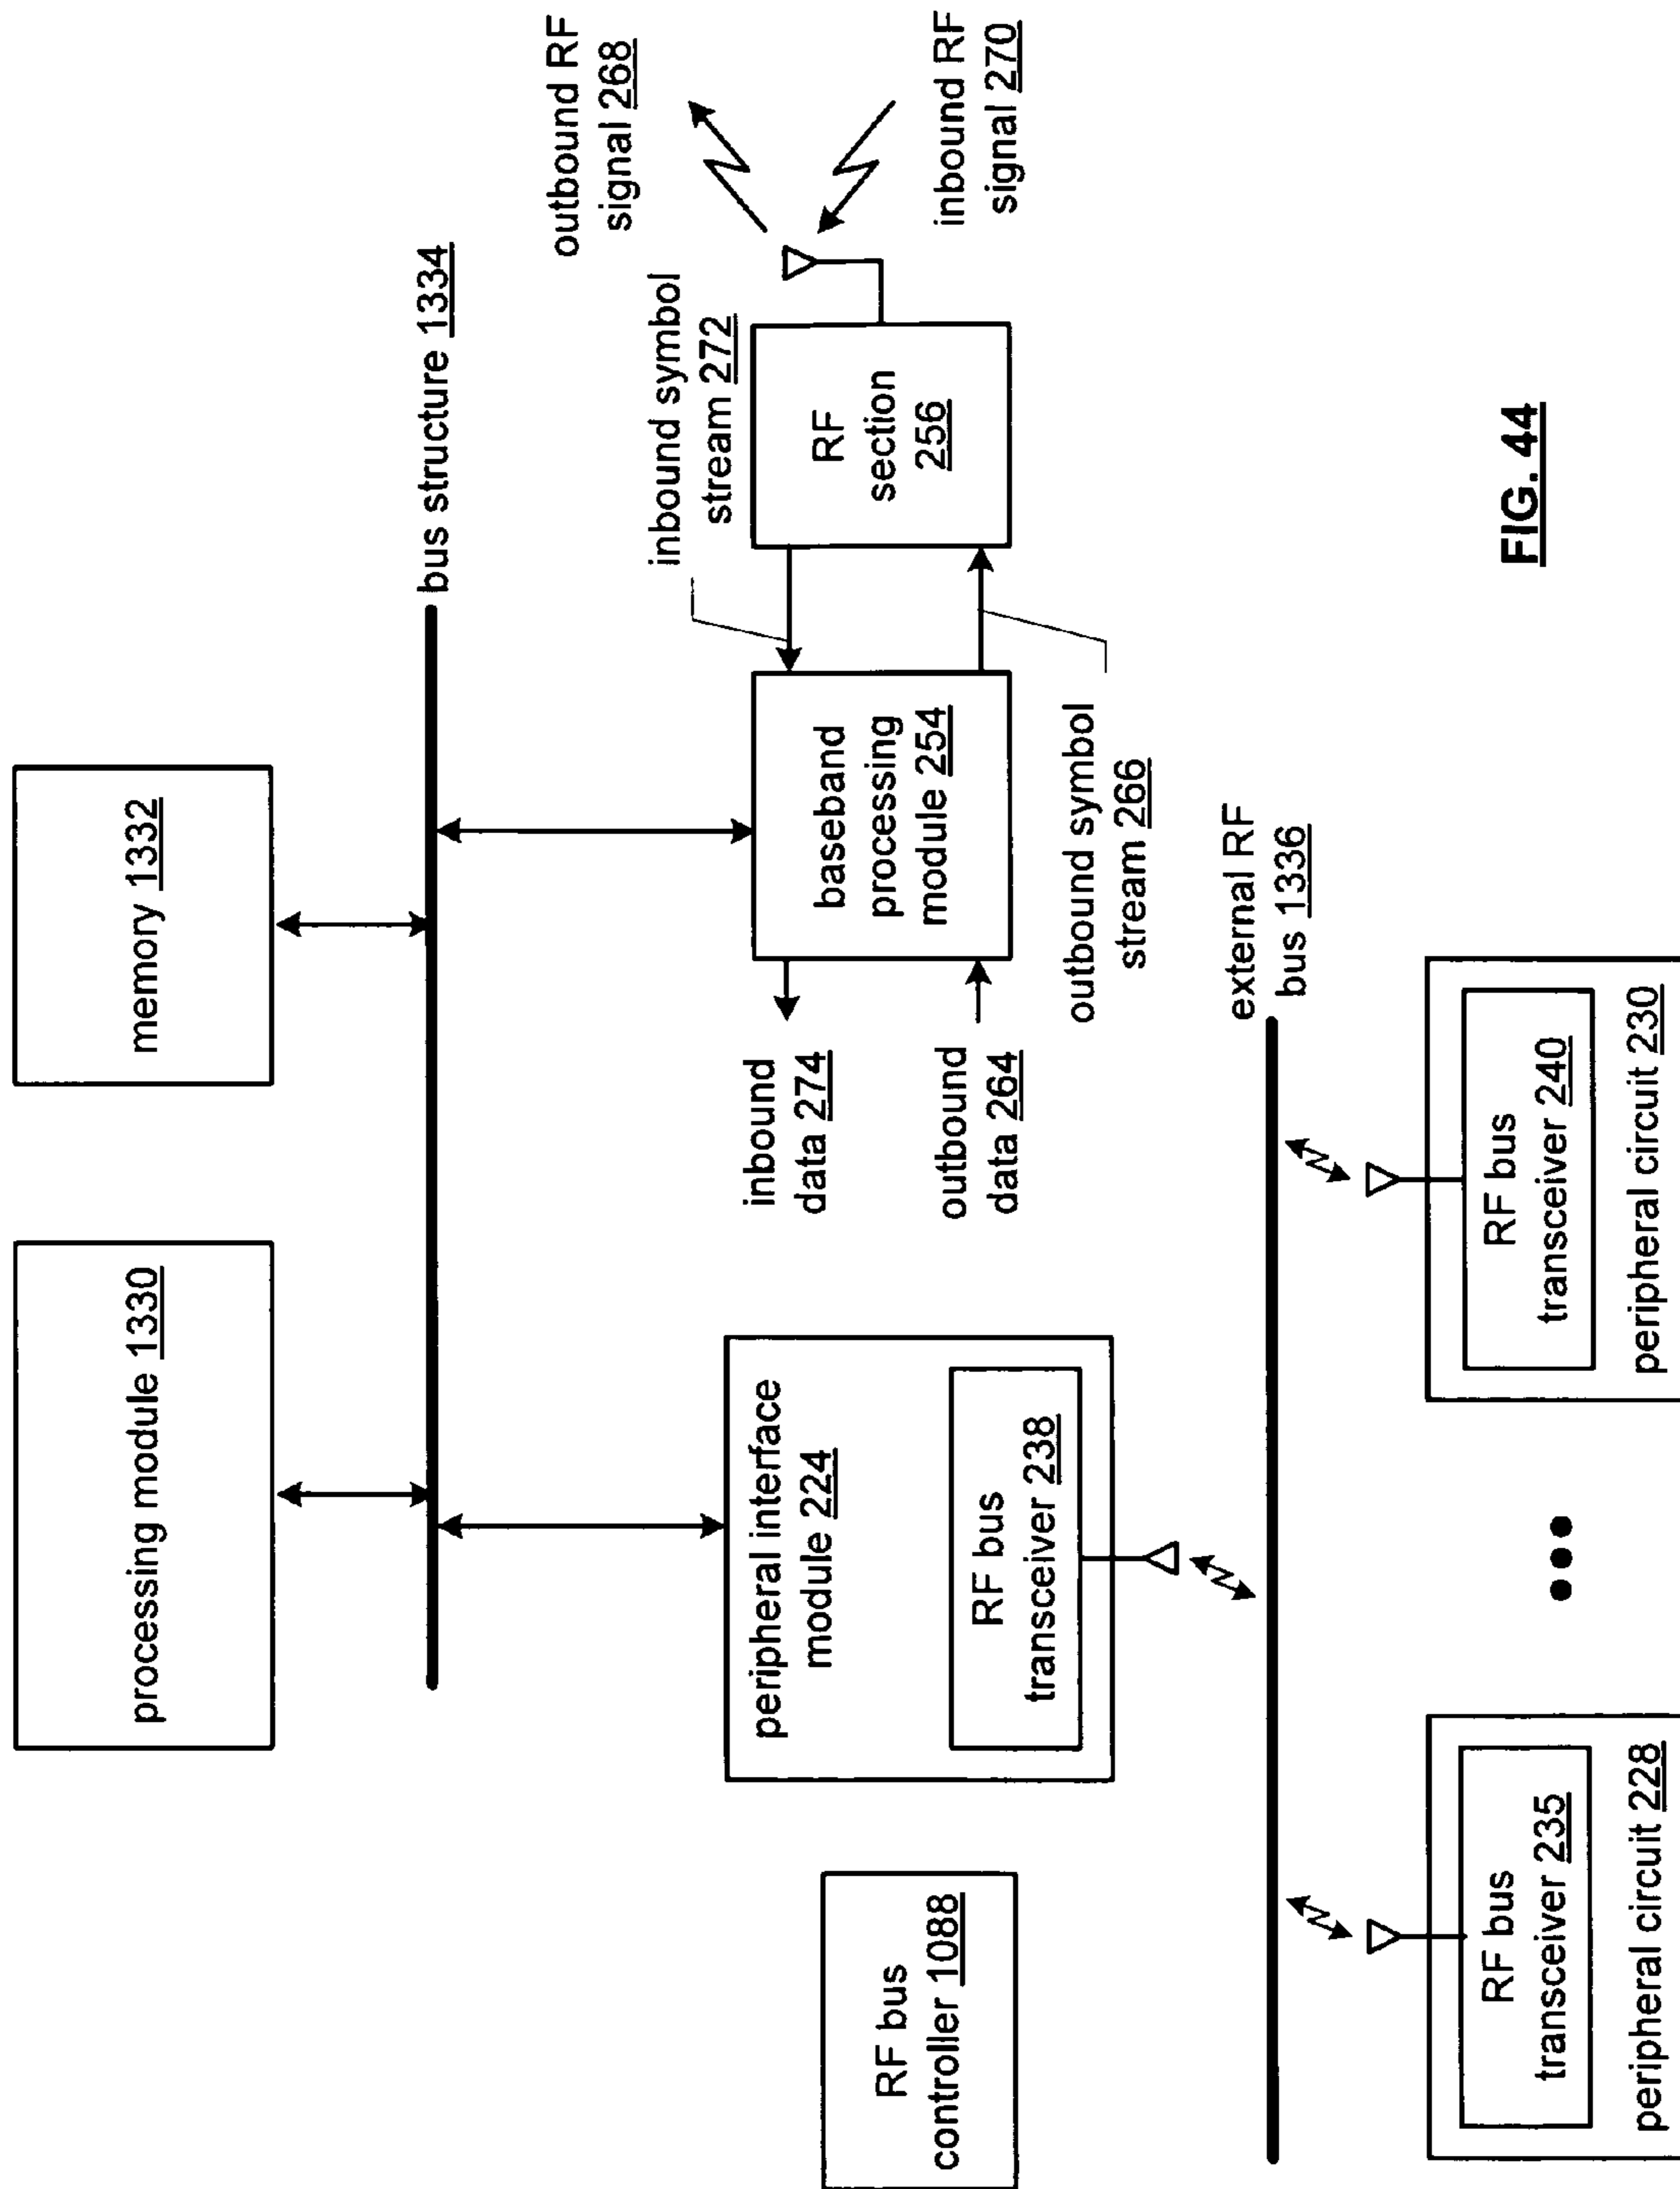 processing module 1330
memory 1332
bus structure 1334
RF bus
controller 1088
peripheral interface
module 224
RF bus
transceiver 238
inbound
data 274
outbound
data 264
baseband
processing
module 254
inbound symbol
stream 272
outbound symbol
stream 266
RF
section
256
outbound RF
signal 268
inbound RF
signal 270
external RF
bus 1336
RF bus
transceiver 235
peripheral circuit 228
RF bus
transceiver 240
peripheral circuit 230
FIG. 44